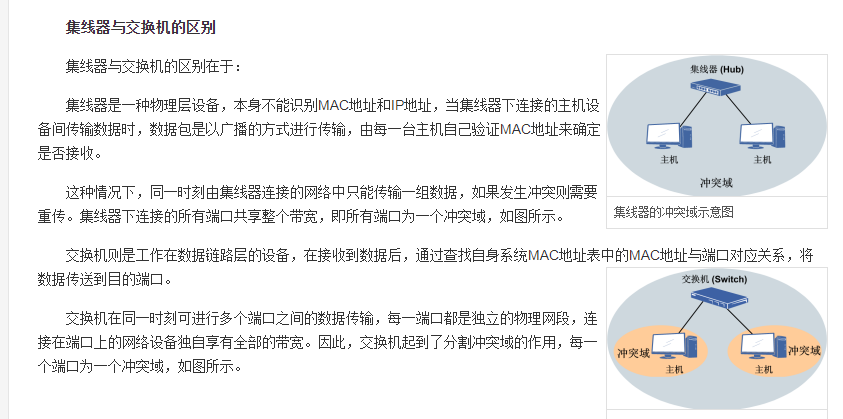 集线器与交换机的区别
集线器与交换机的区别在于：
集线器是一种物理层设备，本身不能识别MAC地址和IP地址，当集线器下连接的主机设
备间传输数据时，数据包是以广播的方式进行传输，由每一台主机自己验证MAC地址来确定
是否接收。
这种情况下，同一时刻由集线器连接的网络中只能传输一组数据，如果发生冲突则需要
重传。集线器下连接的所有端口共享整个带宽，即所有端口为一个冲突域，如图所示。
集线器 (Hub)
主机
主机
冲突域
集线器的冲突域示意图
交换机则是工作在数据链路层的设备，在接收到数据后，通过查找自身系统MAC地址表中的MAC地址与端口对应关系，将
数据传送到目的端口。
交换机在同一时刻可进行多个端口之间的数据传输，每一端口都是独立的物理网段，连
接在端口上的网络设备独自享有全部的带宽。因此，交换机起到了分割冲突域的作用，每一
个端口为一个冲突域，如图所示。
交换机 (Switch)
冲突域
冲突域
主机
主机